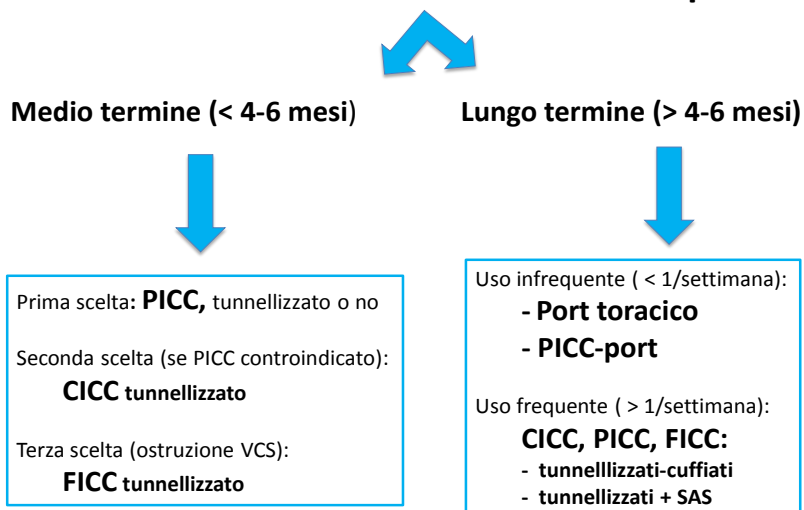 Medio termine (< 4-6 mesi)
Lungo termine (> 4-6 mesi)
Prima scelta: PICC, tunnellizzato o no
Seconda scelta (se PICC controindicato):
CICC tunnellizzato
Terza scelta (ostruzione VCS):
FICC tunnellizzato
Uso infrequente ( < 1/settimana):
- Port toracico
- PICC-port
Uso frequente ( > 1/settimana):
CICC, PICC, FICC:
- tunnelllizzati-cuffiati
- tunnellizzati + SAS